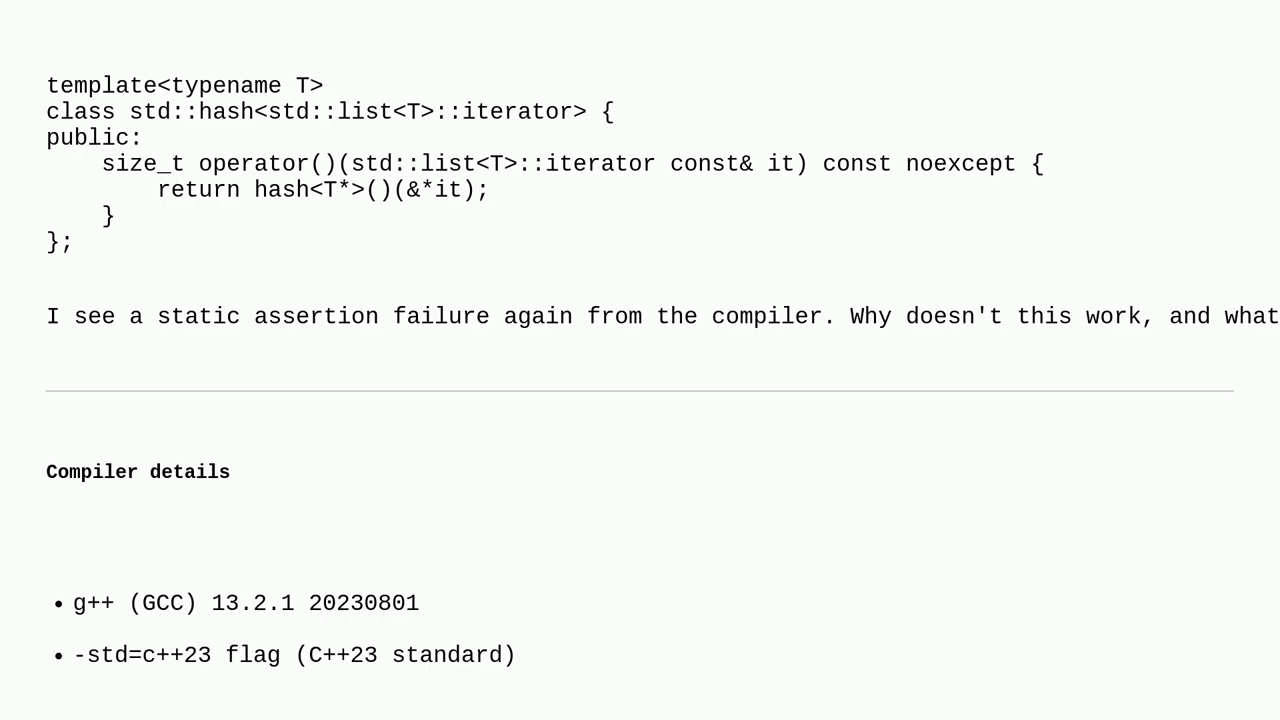 template<typename T>
class std::hash<std::list<T>::iterator> {
public:
    size_t operator()(std::list<T>::iterator const& it) const noexcept {
        return hash<T*>()(&*it);
    }
};
I see a static assertion failure again from the compiler. Why doesn't this work, and what
Compiler details
• g++ (GCC) 13.2.1 20230801
• -std=c++23 flag (C++23 standard)